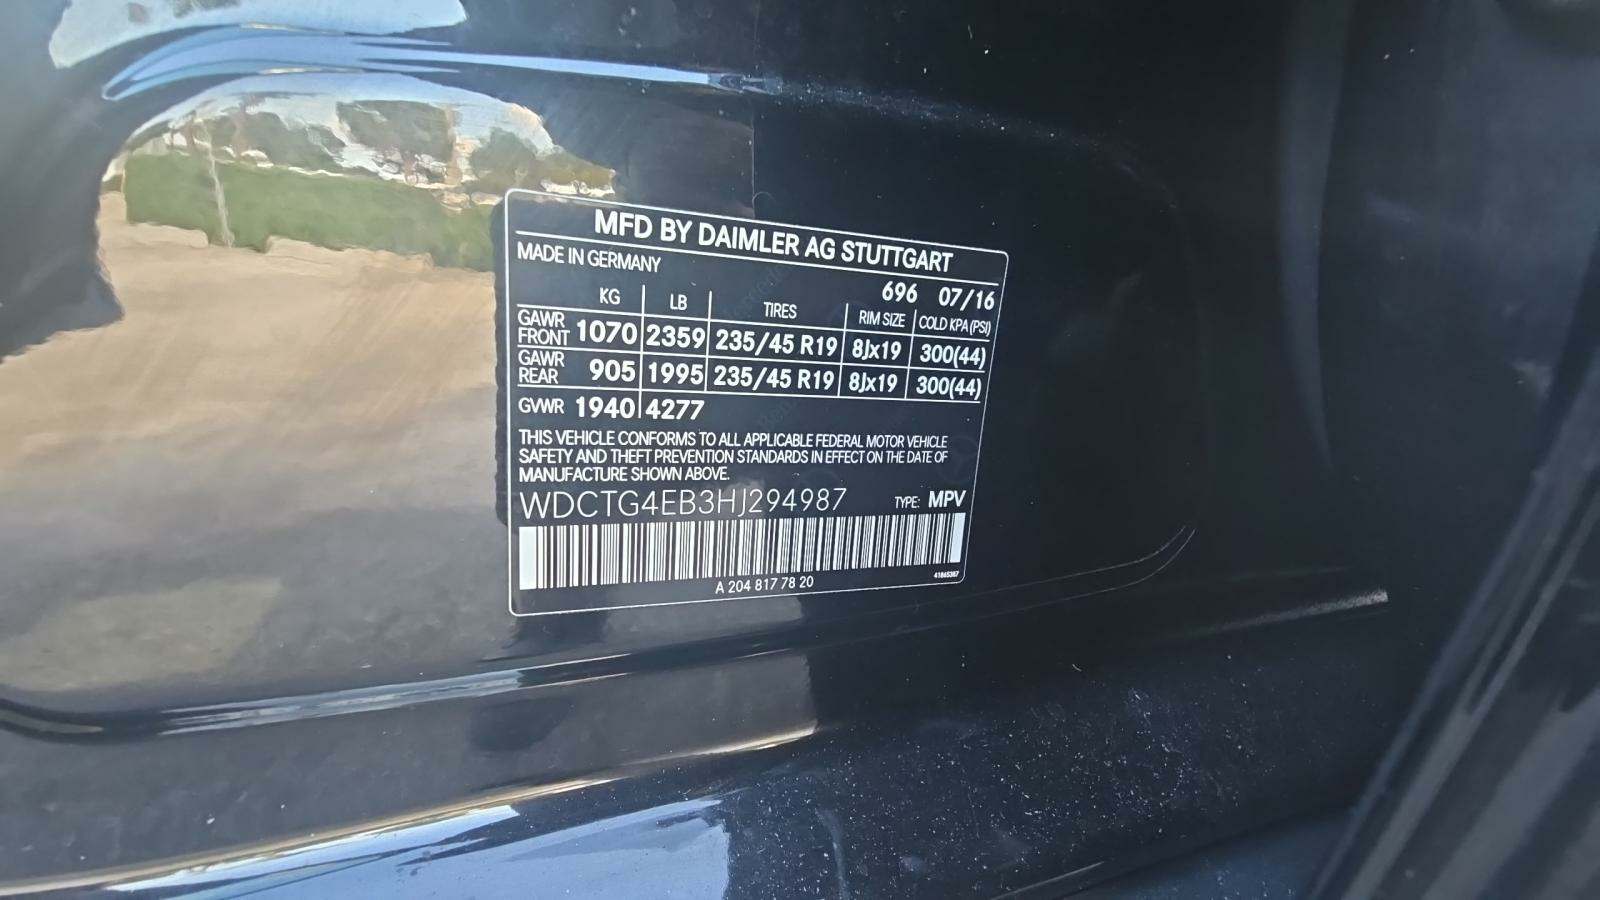 MFD BY DAIMLER AG STUTTGART
MADE IN GERMANY
696 07/16
KG LB TIRES RIM SIZE COLD KPA (PSI)
GAWR FRONT 1070 2359 235/45 R19 8Jx19 300(44)
GAWR REAR 905 1995 235/45 R19 8Jx19 300(44)
GVWR 1940 4277
THIS VEHICLE CONFORMS TO ALL APPLICABLE FEDERAL MOTOR VEHICLE
SAFETY AND THEFT PREVENTION STANDARDS IN EFFECT ON THE DATE OF
MANUFACTURE SHOWN ABOVE.
WDCTG4EB3HJ294987 TYPE: MPV
A 204 817 78 20